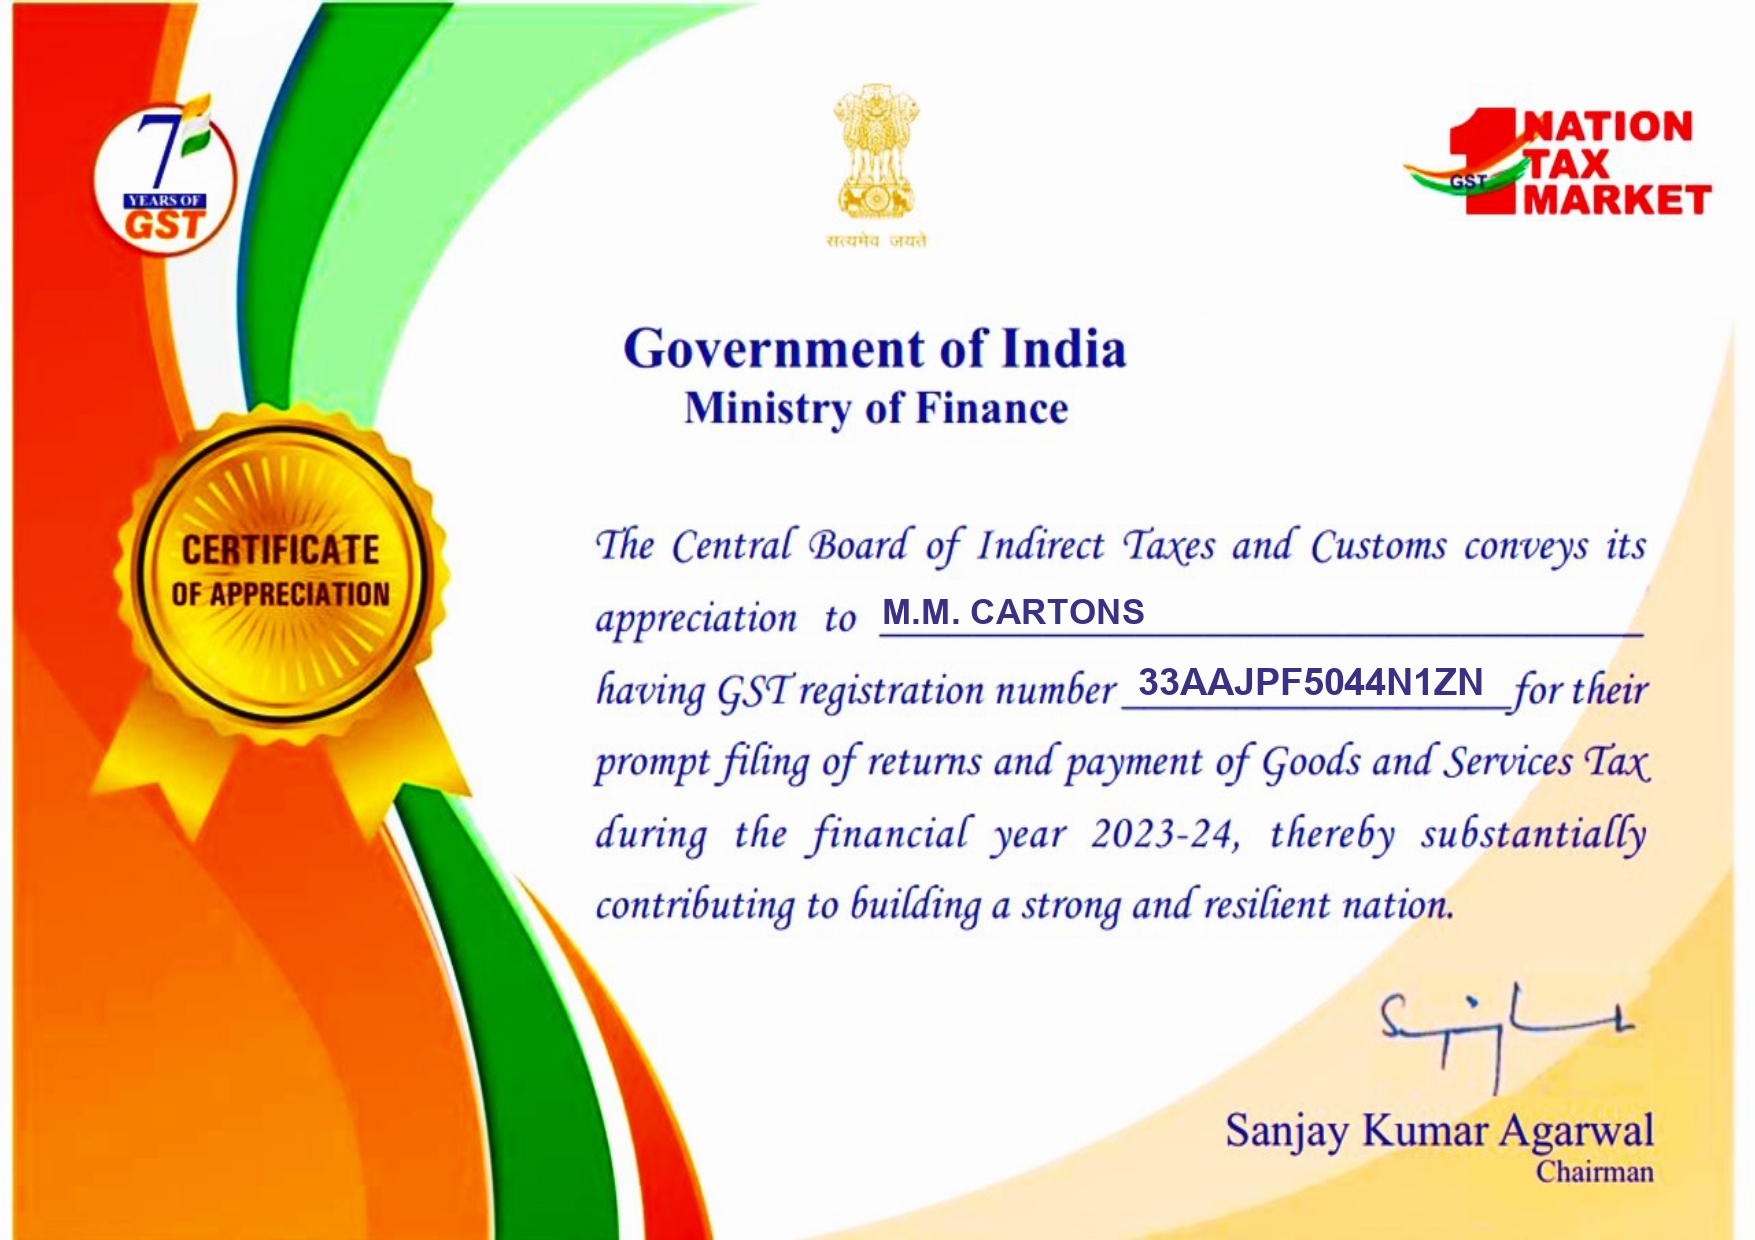 7
YEARS OF
GST
सत्यमेव जयते
1 NATION
TAX
MARKET
GST
Government of India
Ministry of Finance
CERTIFICATE
OF APPRECIATION
The Central Board of Indirect Taxes and Customs conveys its
appreciation to M.M. CARTONS
having GST registration number 33AAJPF5044N1ZN for their
prompt filing of returns and payment of Goods and Services Tax
during the financial year 2023-24, thereby substantially
contributing to building a strong and resilient nation.
Sanjay Kumar Agarwal
Chairman